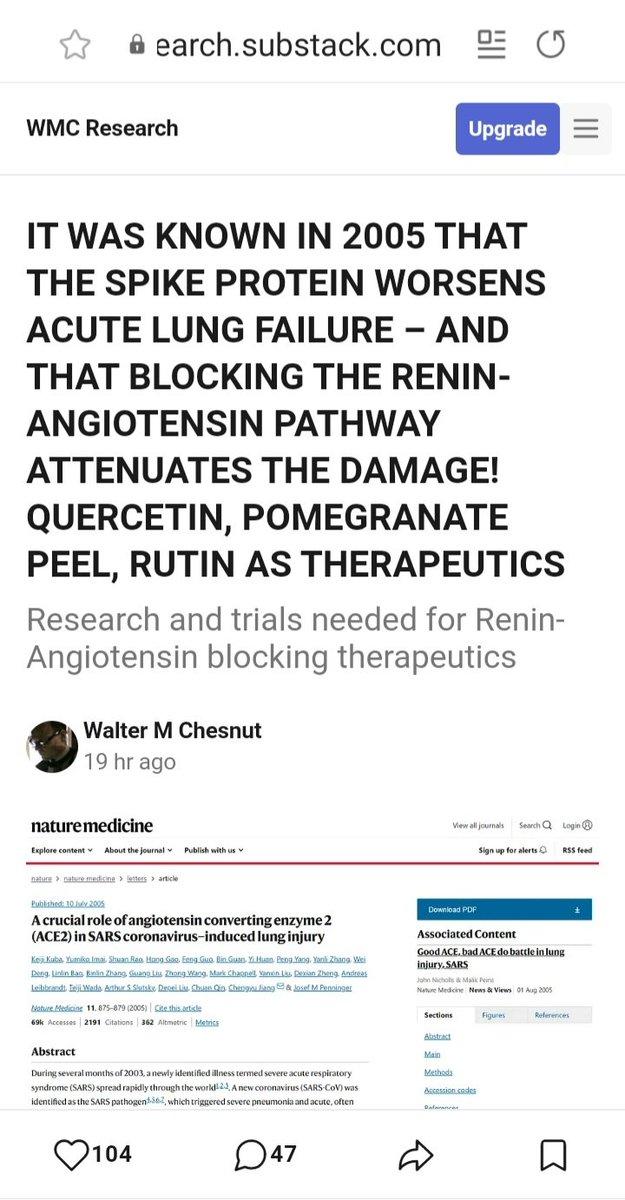 earch.substack.com
WMC Research
Upgrade
IT WAS KNOWN IN 2005 THAT
THE SPIKE PROTEIN WORSENS
ACUTE LUNG FAILURE – AND
THAT BLOCKING THE RENIN-
ANGIOTENSIN PATHWAY
ATTENUATES THE DAMAGE!
QUERCETIN, POMEGRANATE
PEEL, RUTIN AS THERAPEUTICS
Research and trials needed for Renin-
Angiotensin blocking therapeutics
Walter M Chesnut
19 hr ago
nature medicine
View all journals Search Login
Explore content About the journal Publish with us
Sign up for alerts RSS feed
nature > nature medicine > letters > article
Published: 10 July 2005
A crucial role of angiotensin converting enzyme 2
(ACE2) in SARS coronavirus–induced lung injury
Keiji Kuba, Yumiko Imai, Shuan Rao, Hong Gao, Feng Guo, Bin Guan, Yi Huan, Peng Yang, Yanli Zhang, Wei
Deng, Linlin Bao, Binlin Zhang, Guang Liu, Zhong Wang, Mark Chappell, Yanxin Liu, Dexian Zheng, Andreas
Leibbrandt, Teiji Wada, Arthur S Slutsky, Depei Liu, Chuan Qin, Chengyu Jiang & Josef M Penninger
Nature Medicine 11, 875–879 (2005) Cite this article
69k Accesses 2191 Citations 362 Altmetric Metrics
Abstract
During several months of 2003, a newly identified illness termed severe acute respiratory
syndrome (SARS) spread rapidly through the world1,2,3. A new coronavirus (SARS-CoV) was
identified as the SARS pathogen4,5,6,7, which triggered severe pneumonia and acute, often
Download PDF
Associated Content
Good ACE, bad ACE do battle in lung
injury, SARS
John Nicholls & Malik Peiris
Nature Medicine News & Views 01 Aug 2005
Sections Figures References
Abstract
Main
Methods
Accession codes
References
104
47